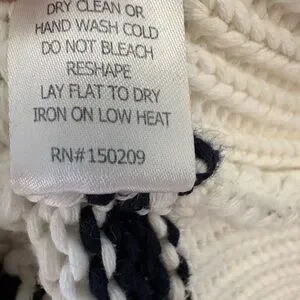 DRY CLEAN OR
HAND WASH COLD
DO NOT BLEACH
RESHAPE
LAY FLAT TO DRY
IRON ON LOW HEAT
RN#150209